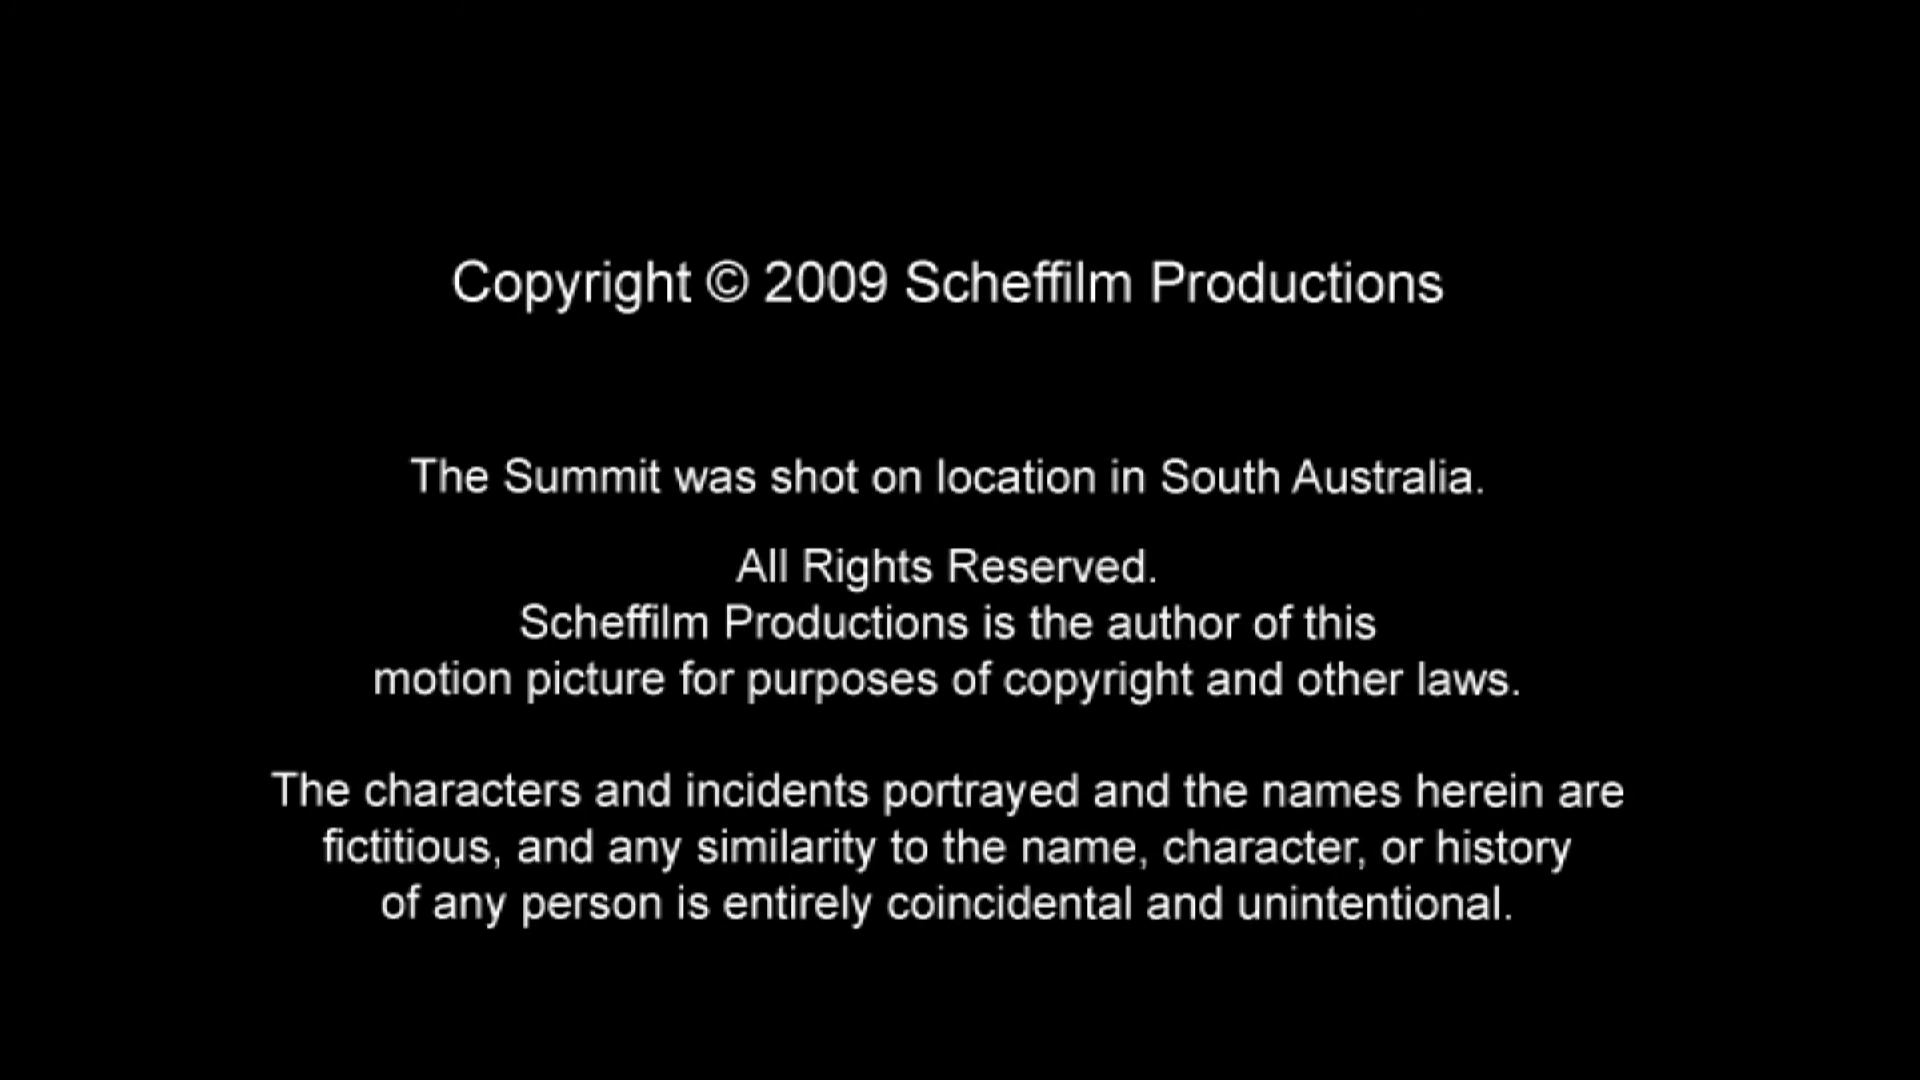 Copyright © 2009 Scheffilm Productions
The Summit was shot on location in South Australia.
All Rights Reserved.
Scheffilm Productions is the author of this
motion picture for purposes of copyright and other laws.
The characters and incidents portrayed and the names herein are
fictitious, and any similarity to the name, character, or history
of any person is entirely coincidental and unintentional.